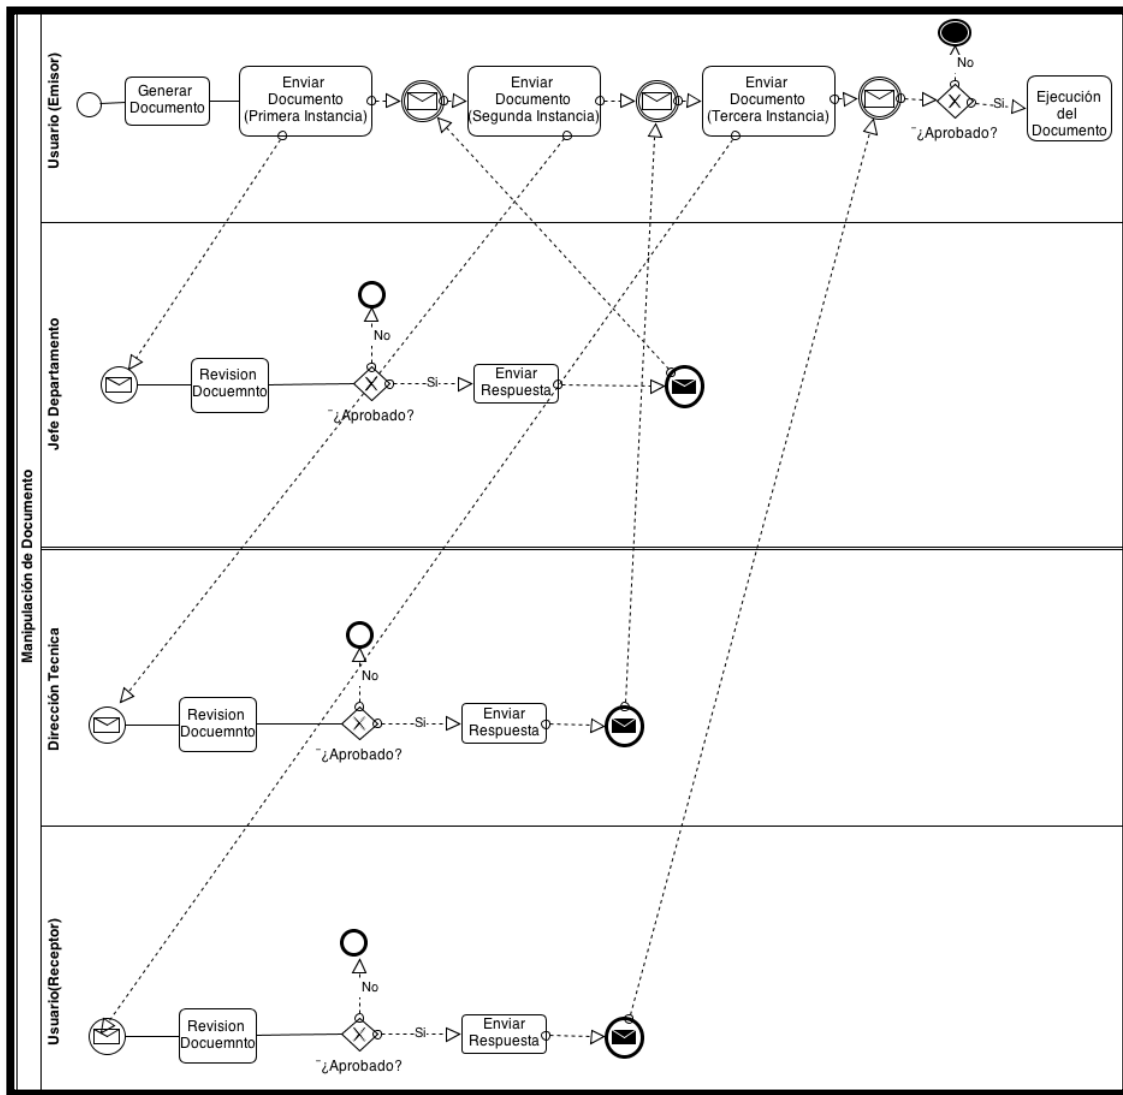 Manipulación de Documento
Usuario (Emisor)
Generar
Documento
Enviar
Documento
(Primera Instancia)
Enviar
Documento
(Segunda Instancia)
Enviar
Documento
(Tercera Instancia)
No
Si
¨¿Aprobado?
Ejecución
del
Documento
Jefe Departamento
Revision
Docuemnto
No
Si
¨¿Aprobado?
Enviar
Respuesta
Dirección Tecnica
Revision
Docuemnto
No
Si
¨¿Aprobado?
Enviar
Respuesta
Usuario(Receptor)
Revision
Docuemnto
No
Si
¨¿Aprobado?
Enviar
Respuesta